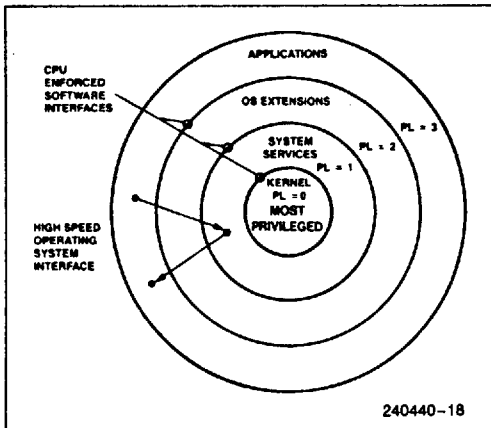 APPLICATIONS
CPU
ENFORCED
SOFTWARE
INTERFACES
OS EXTENSIONS
PL = 3
SYSTEM
SERVICES
PL = 2
PL = 1
KERNEL
PL = 0
MOST
PRIVILEGED
HIGH SPEED
OPERATING
SYSTEM
INTERFACE
240440-18